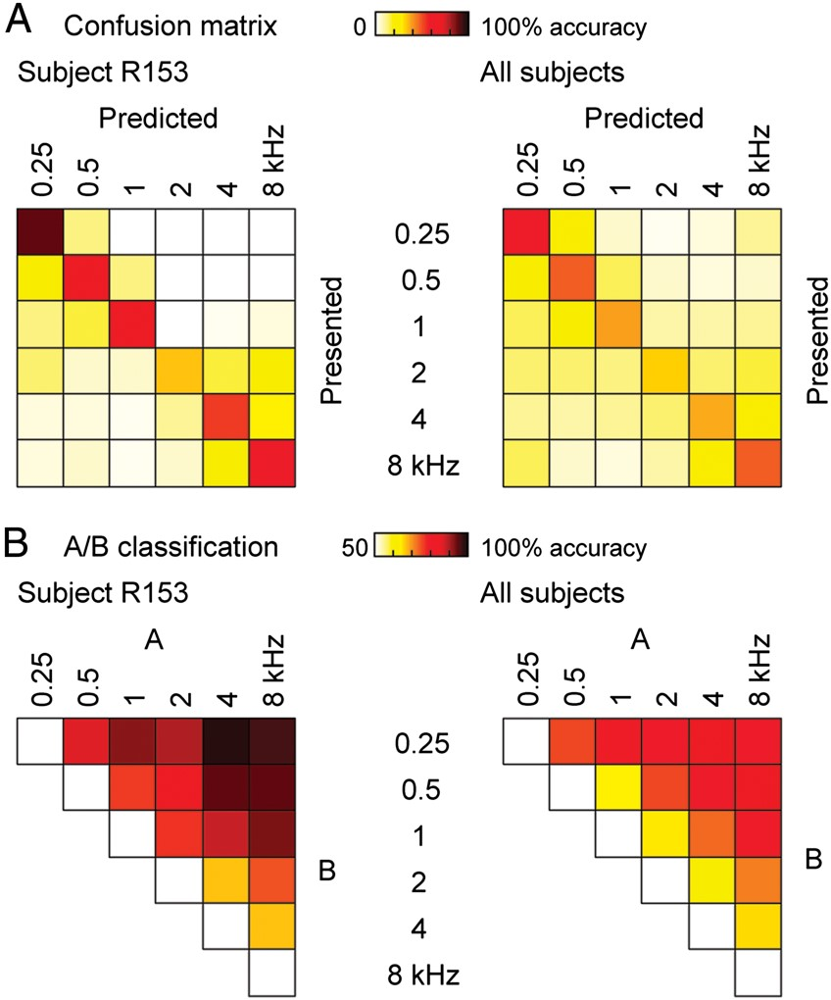 A Confusion matrix 0 100% accuracy
Subject R153 All subjects
Predicted Predicted
0.25 0.5 1 2 4 8 kHz 0.25 0.5 1 2 4 8 kHz
0.25
0.5
1
2
4
8 kHz
Presented Presented
B A/B classification 50 100% accuracy
Subject R153 All subjects
A A
0.25 0.5 1 2 4 8 kHz 0.25 0.5 1 2 4 8 kHz
0.25
0.5
1
2
4
8 kHz
B B